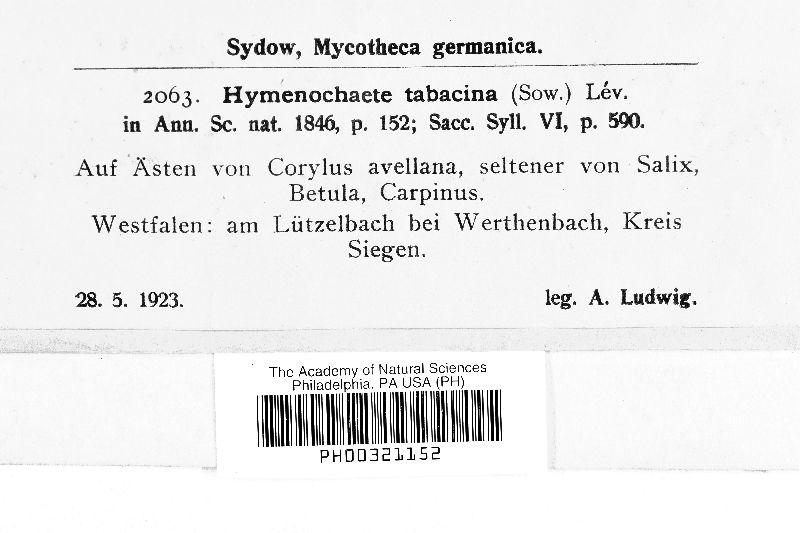 Sydow, Mycotheca germanica.
2063. Hymenochaete tabacina (Sow.) Lév.
in Ann. Sc. nat. 1846, p. 152; Sacc. Syll. VI, p. 590.
Auf Ästen von Corylus avellana, seltener von Salix,
Betula, Carpinus.
Westfalen: am Lützelbach bei Werthenbach, Kreis
Siegen.
28. 5. 1923. leg. A. Ludwig.
The Academy of Natural Sciences
Philadelphia, PA USA (PH)
PH00321152